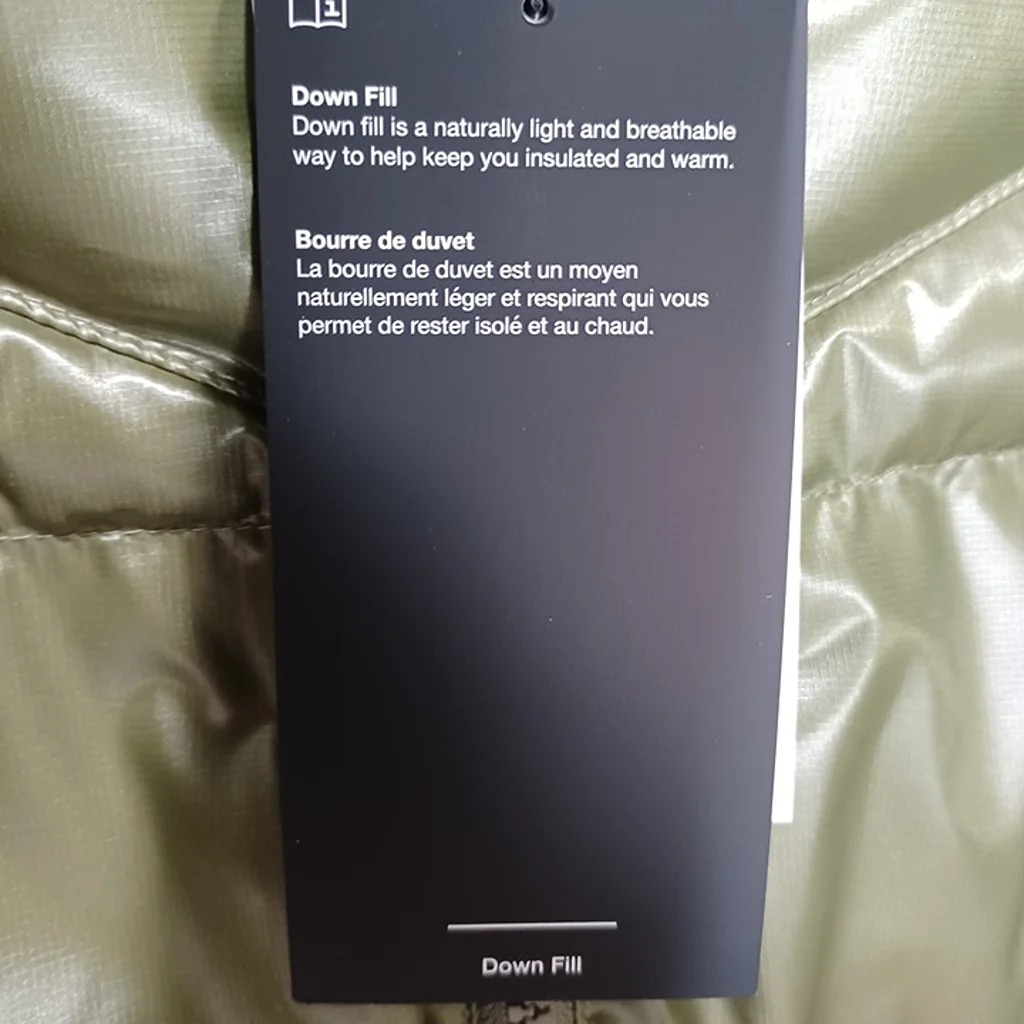 i
Down Fill
Down fill is a naturally light and breathable
way to help keep you insulated and warm.
Bourre de duvet
La bourre de duvet est un moyen
naturellement léger et respirant qui vous
permet de rester isolé et au chaud.
Down Fill